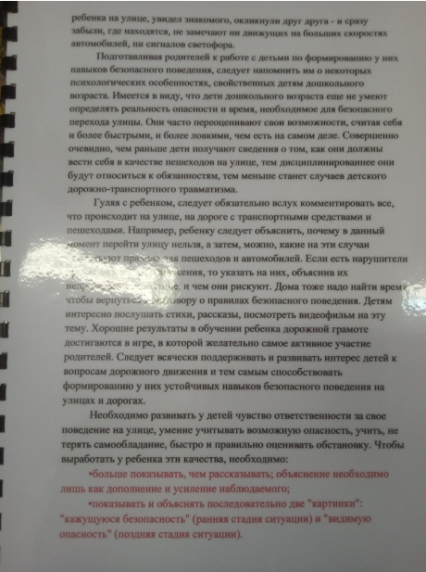 ребенка на улице, увидел знакомого, окликнули друг друга - и сразу
забыли, где находятся, не замечают ни движущих на больших скоростях
автомобилей, ни сигналов светофора.
Подготавливая родителей к работе с детьми по формированию у них
навыков безопасного поведения, следует напомнить им о некоторых
психологических особенностях, свойственных детям дошкольного
возраста. Имеется в виду, что дети дошкольного возраста еще не умеют
определять реальность опасности и время, необходимое для безопасного
перехода улицы. Они часто переоценивают свои возможности, считая себя
и более быстрыми, и более ловкими, чем есть на самом деле. Совершенно
очевидно, чем раньше дети получают сведения о том, как они должны
вести себя в качестве пешеходов на улице, тем дисциплинированнее они
будут относиться к обязанностям, тем меньше станет случаев детского
дорожно-транспортного травматизма.
Гуляя с ребенком, следует обязательно вслух комментировать все,
что происходит на улице, на дороге с транспортными средствами и
пешеходами. Например, ребенку следует объяснить, почему в данный
момент перейти улицу нельзя, а затем, можно, какие на эти случаи
для пешеходов и автомобилей. Если есть нарушители
то указать на них, объяснив их
и чем они рискуют. Дома тоже надо найти время
чтобы вернуться к разговору о правилах безопасного поведения. Детям
интересно послушать стихи, рассказы, посмотреть видеофильм на эту
тему. Хорошие результаты в обучении ребенка дорожной грамоте
достигаются в игре, в которой желательно самое активное участие
родителей. Следует всячески поддерживать и развивать интерес детей к
вопросам дорожного движения и тем самым способствовать
формированию у них устойчивых навыков безопасного поведения на
улицах и дорогах.
Необходимо развивать у детей чувство ответственности за свое
поведение на улице, умение учитывать возможную опасность, учить, не
терять самообладание, быстро и правильно оценивать обстановку. Чтобы
выработать у ребенка эти качества, необходимо:
•больше показывать, чем рассказывать; объяснение необходимо
лишь как дополнение и усиление наблюдаемого;
•показывать и объяснять последовательно две "картинки":
"кажущуюся безопасность" (ранняя стадия ситуации) и "видимую
опасность" (поздняя стадия ситуации).